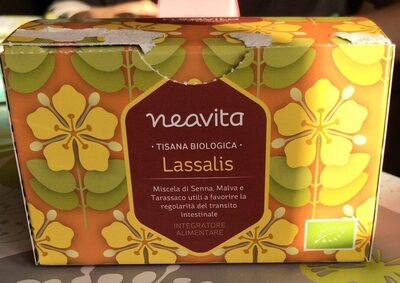 neavita
• TISANA BIOLOGICA •
Lassalis
Miscela di Senna, Malva e
Tarassaco utili a favorire la
regolarità del transito
intestinale
INTEGRATORE
ALIMENTARE